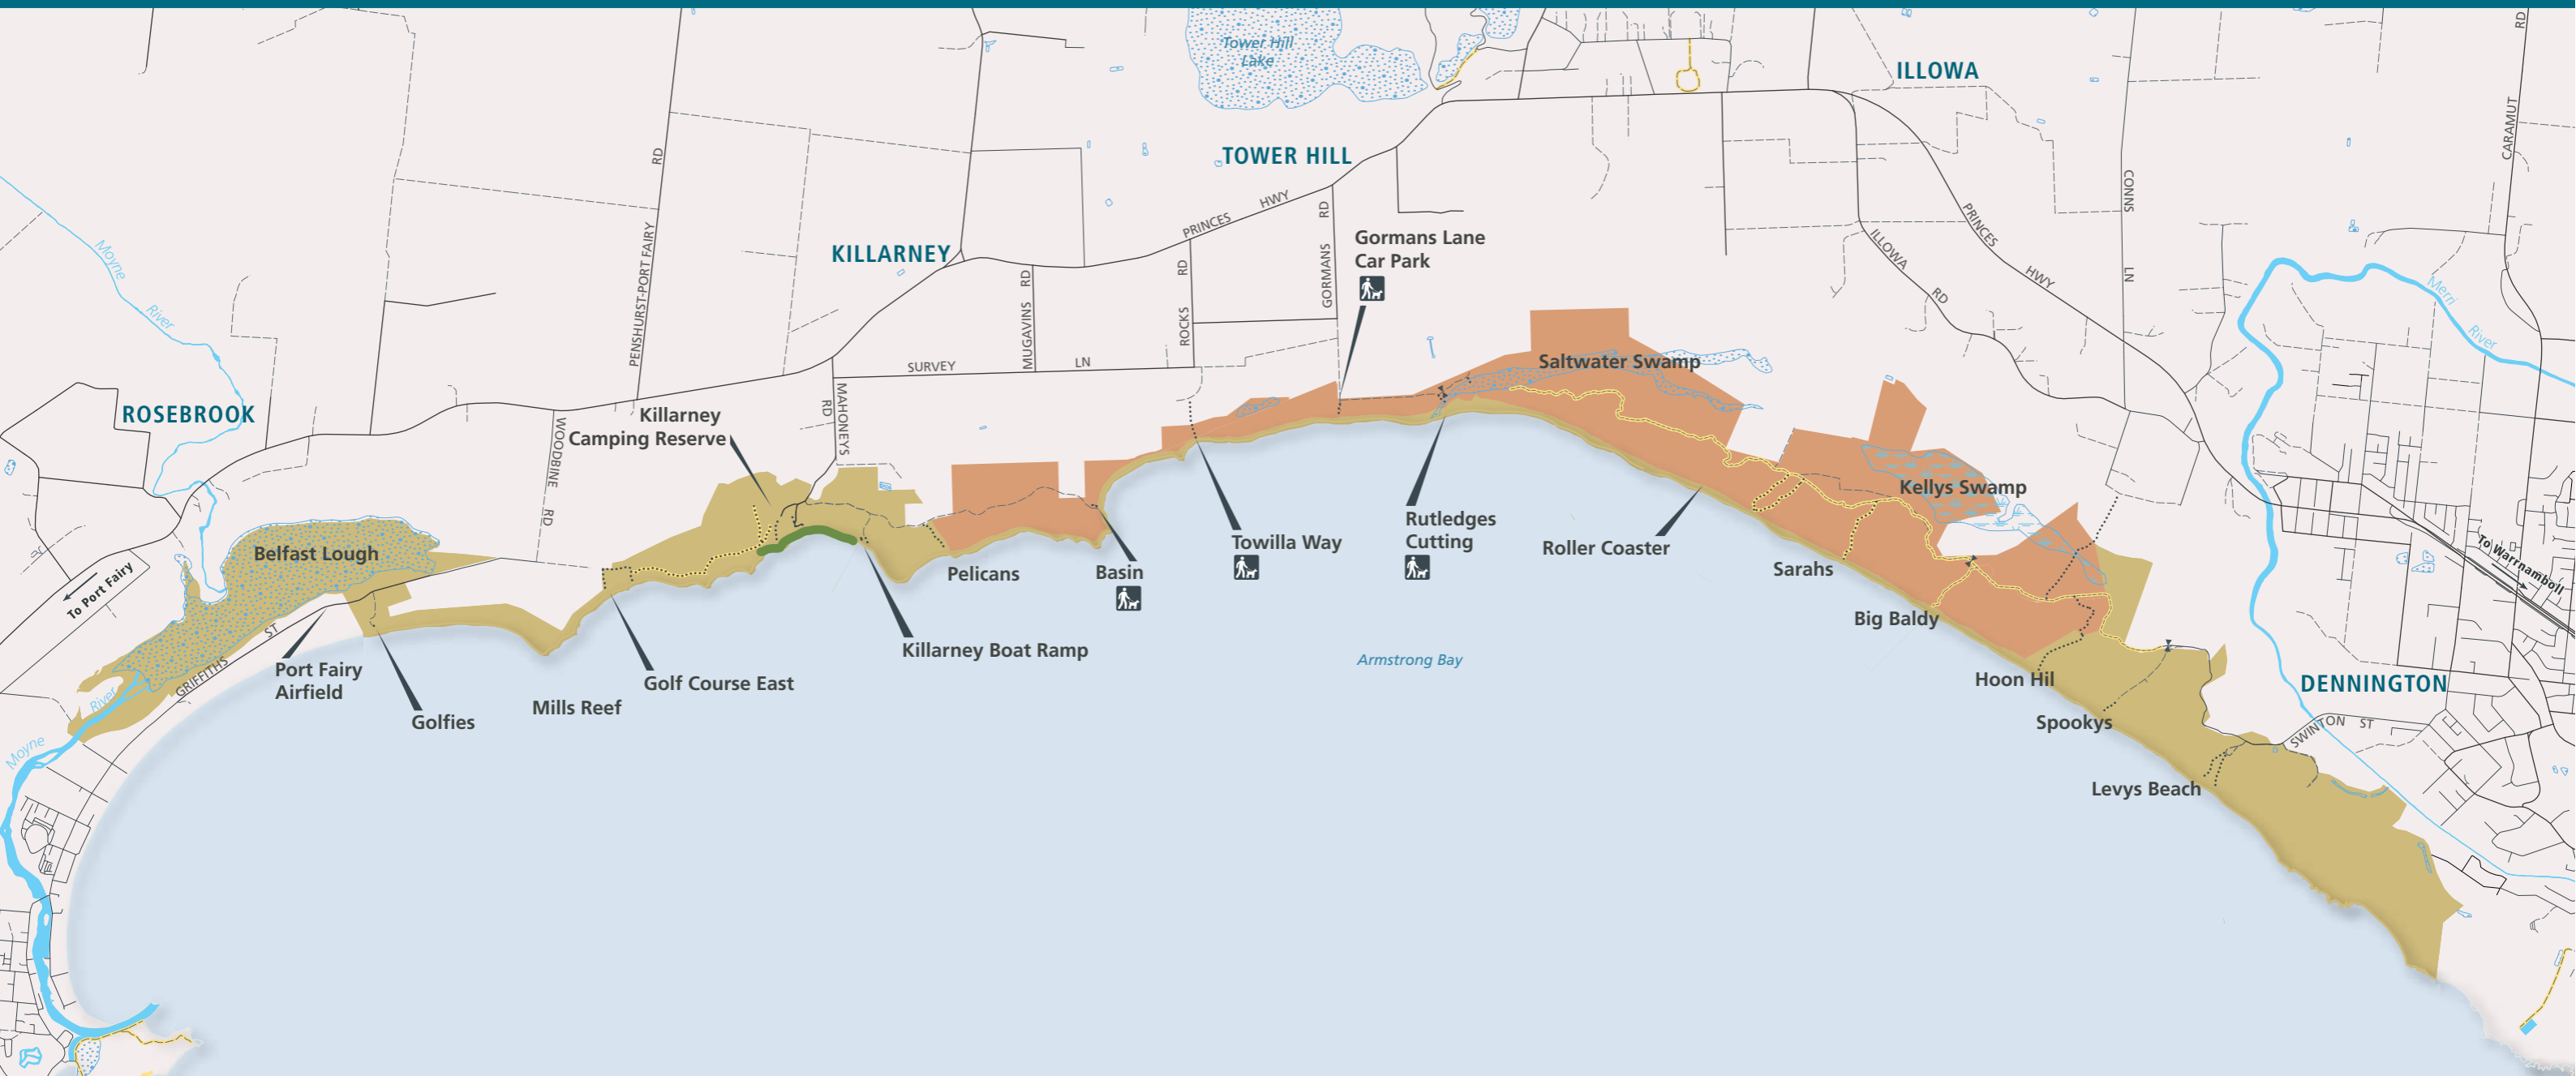 Tower Hill
Lake
ILLOWA
RD
CARAMUT
TOWER HILL
RD
PENSHURST-PORT FAIRY
KILLARNEY
PRINCES HWY
GORMANS RD
CONNS LN
PRINCES HWY
ILLOWA RD
Moyne
River
Merri
River
Gormans Lane
Car Park
MUGAVINS RD
ROCKS RD
SURVEY LN
MAHONEYS
RD
WOODBINE RD
Saltwater Swamp
ROSEBROOK
Killarney
Camping Reserve
Kellys Swamp
Belfast Lough
To Port Fairy
To Warrnambool
Towilla Way
Rutledges
Cutting
Roller Coaster
Pelicans
Basin
Sarahs
Big Baldy
GRIFFITHS ST
Port Fairy
Airfield
Killarney Boat Ramp
Armstrong Bay
Golf Course East
Hoon Hil
DENNINGTON
Mills Reef
Golfies
Spookys
SWINTON ST
Moyne
River
Levys Beach